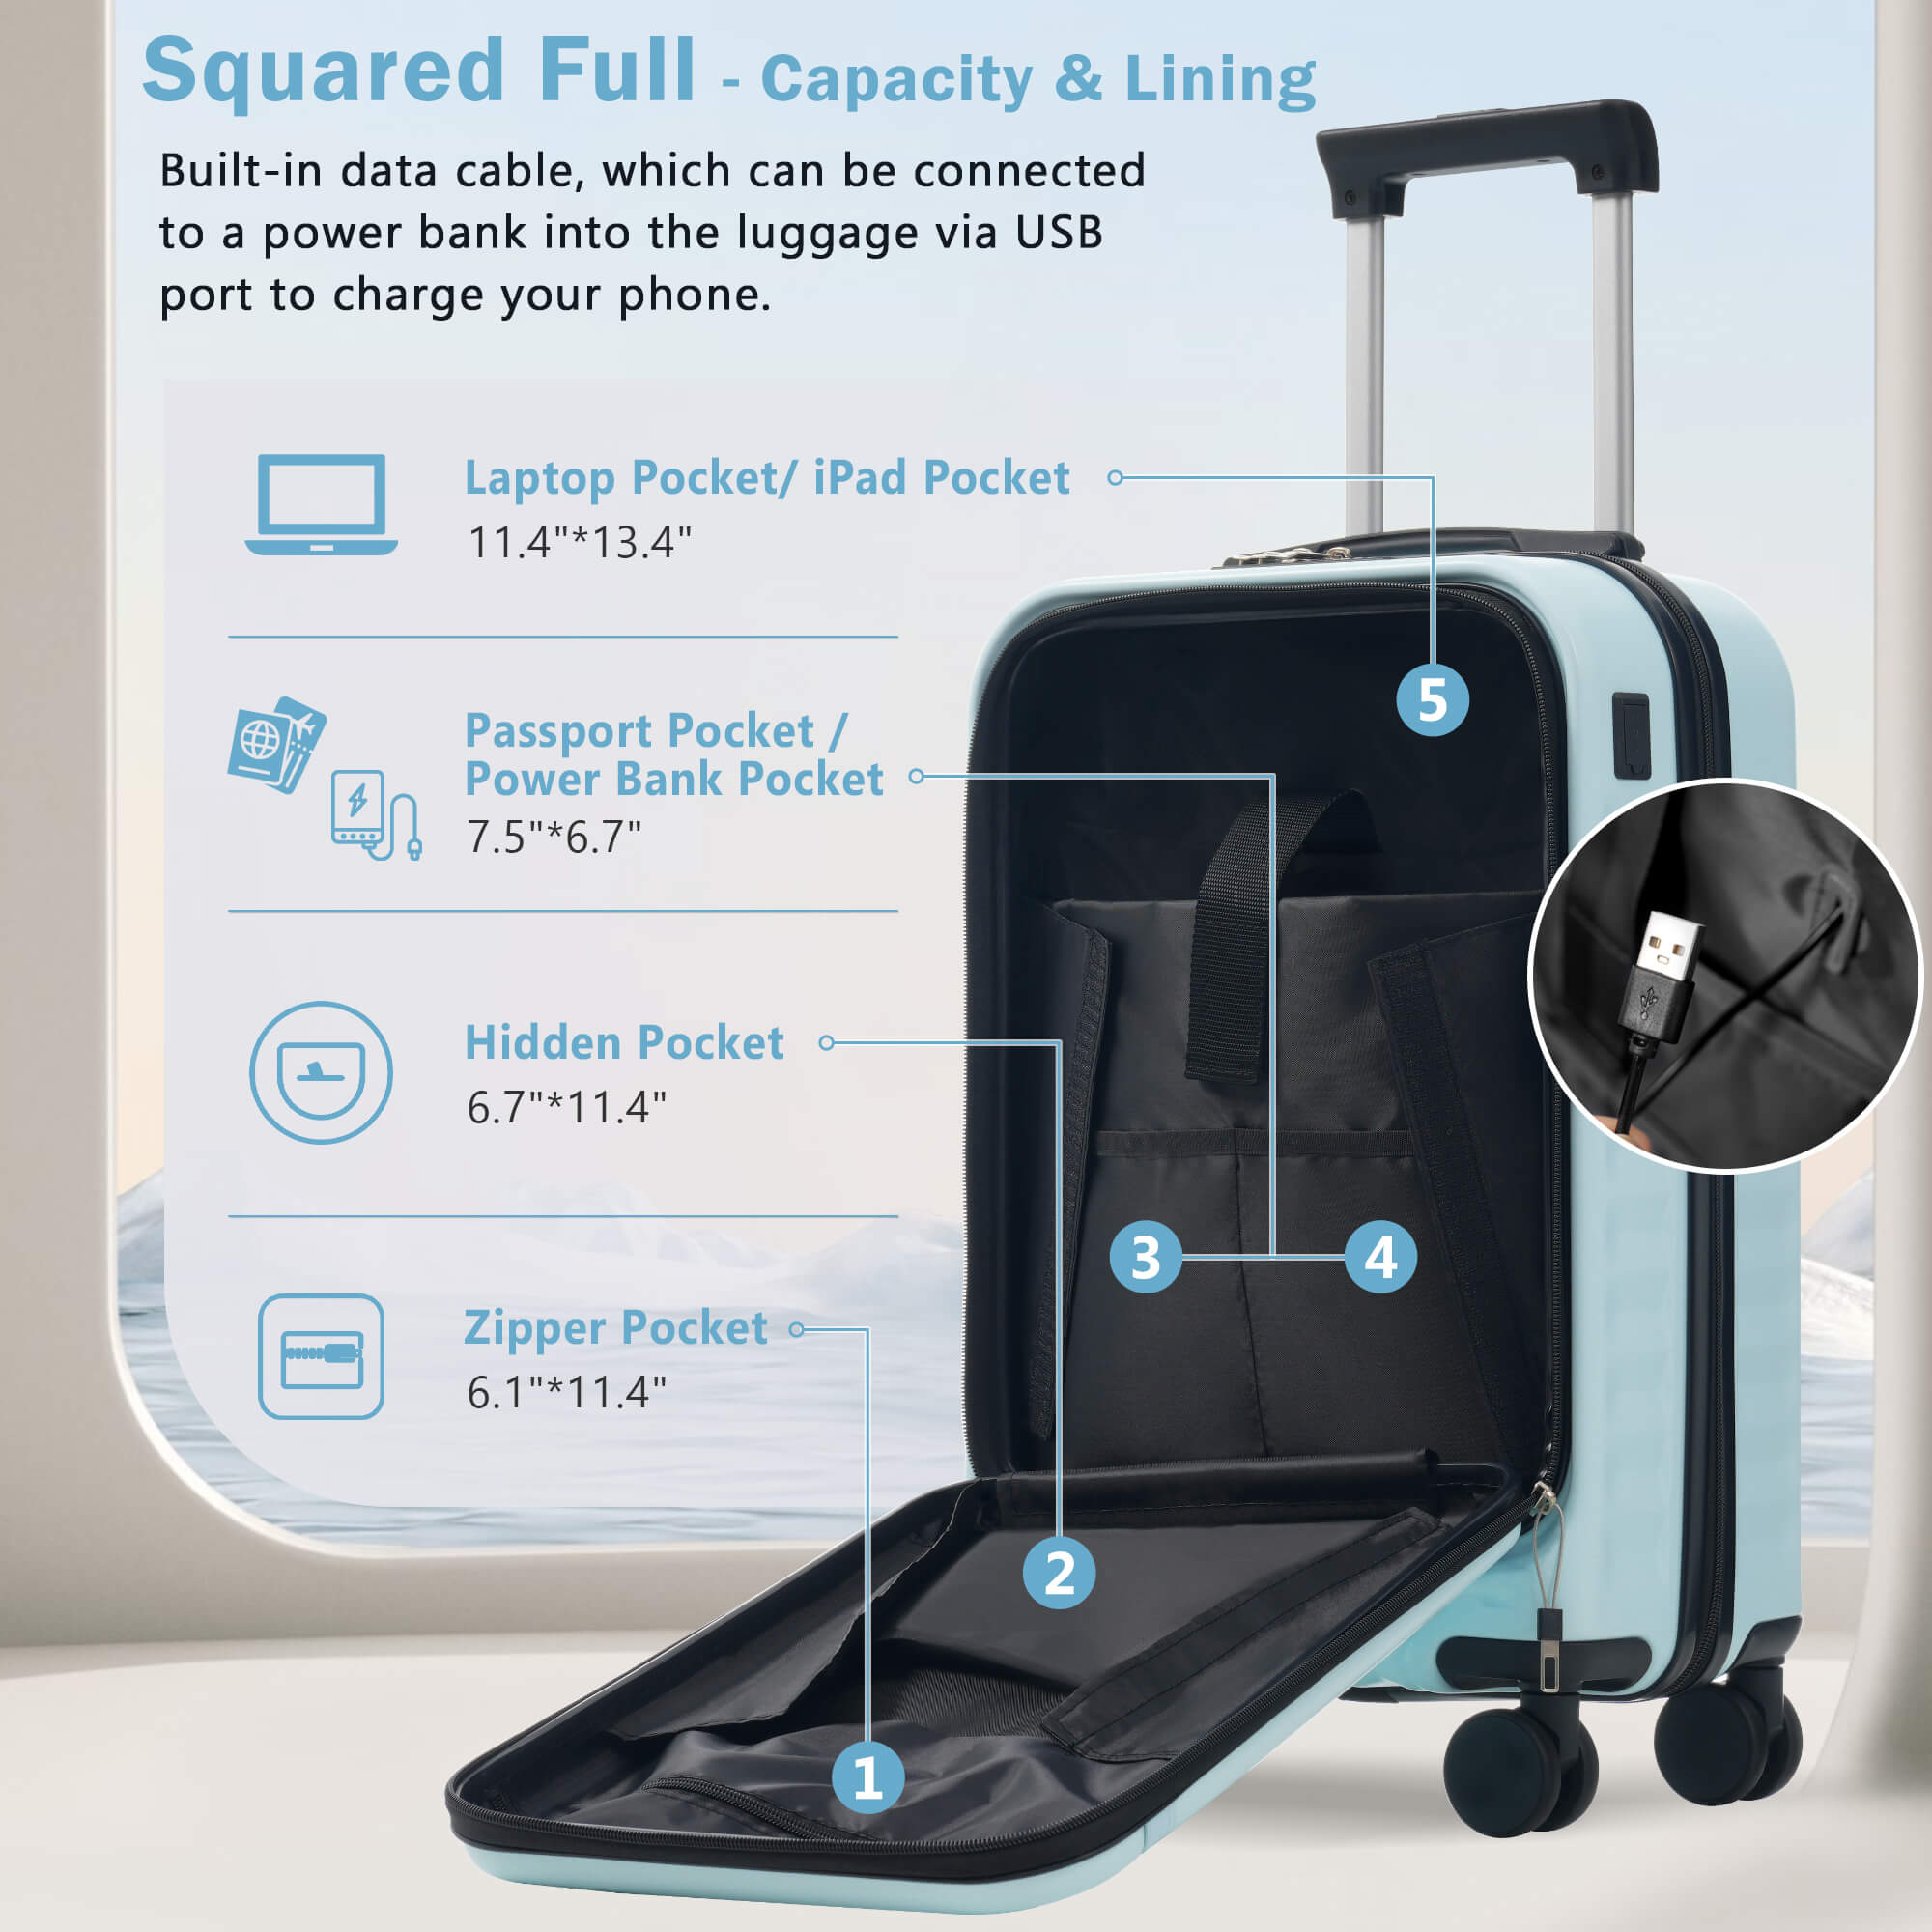 Squared Full - Capacity & Lining
Built-in data cable, which can be connected
to a power bank into the luggage via USB
port to charge your phone.
Laptop Pocket/ iPad Pocket
11.4"*13.4"
5
Passport Pocket /
Power Bank Pocket
7.5"*6.7"
Hidden Pocket
6.7"*11.4"
3
4
Zipper Pocket
6.1"*11.4"
2
1